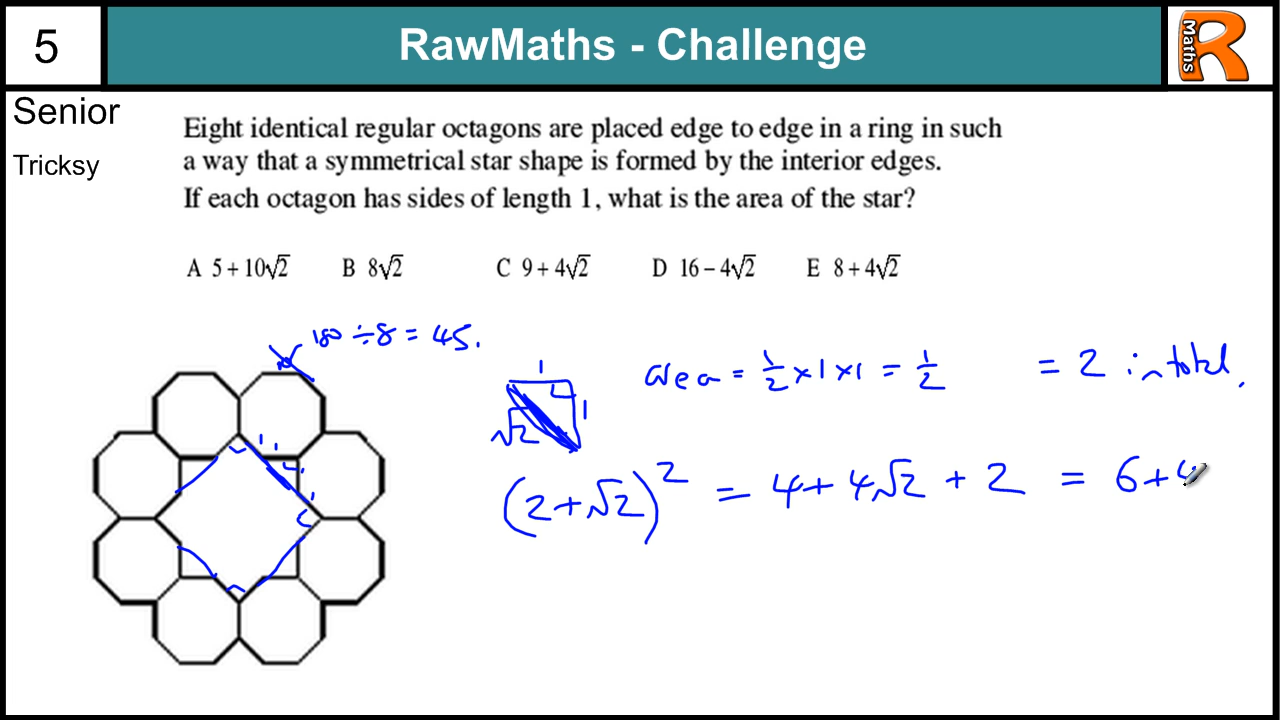 5
RawMaths - Challenge
Maths R
Senior
Tricksy
Eight identical regular octagons are placed edge to edge in a ring in such
a way that a symmetrical star shape is formed by the interior edges.
If each octagon has sides of length 1, what is the area of the star?
A 5 + 10√2 B 8√2 C 9 + 4√2 D 16 – 4√2 E 8 + 4√2
180 ÷ 8 = 45.
1
1
√2
area = 1/2 × 1 × 1 = 1/2 = 2 in total.
(2+√2)² = 4 + 4√2 + 2 = 6 + 4